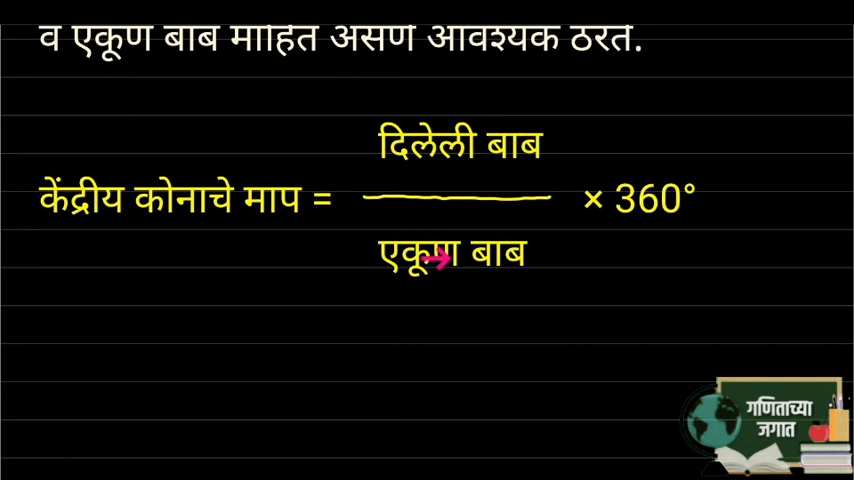 व एकूण बाब माहित असणे आवश्यक ठरते.
दिलेली बाब
केंद्रीय कोनाचे माप = × 360°
एकूण बाब
गणिताच्या
जगात